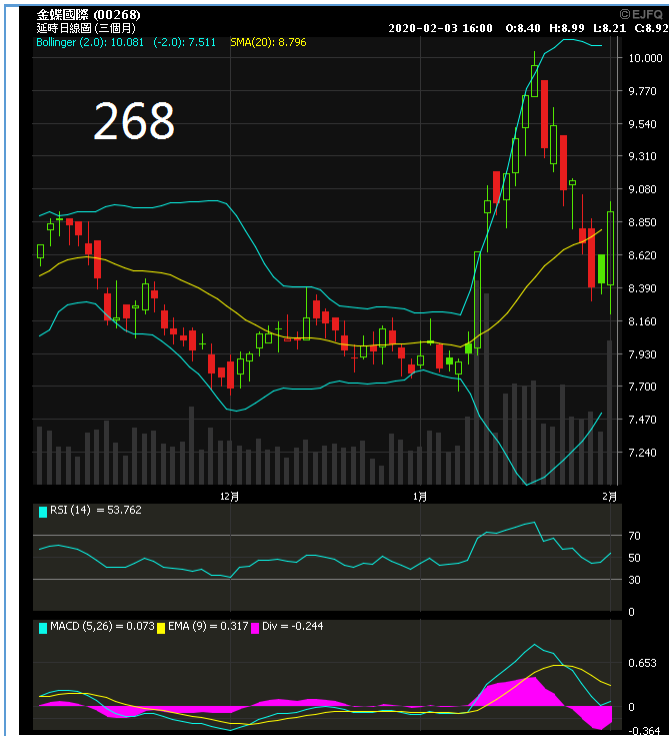 金蝶國際 (00268)
©EJFQ
延時日線圖 (三個月)
2020-02-03 16:00 O:8.40 H:8.99 L:8.21 C:8.92
Bollinger (2.0): 10.081 (-2.0): 7.511 SMA(20): 8.796
268
10.000
9.770
9.540
9.310
9.080
8.850
8.620
8.390
8.160
7.930
7.700
7.470
7.240
12月 1月 2月
RSI (14) = 53.762
70
50
30
0
MACD (5,26) = 0.073 EMA (9) = 0.317 Div = -0.244
0.653
0
-0.364